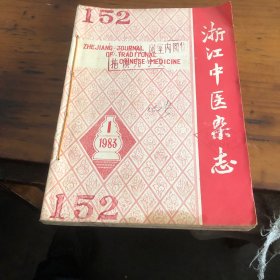 152
浙江中医杂志
ZHEJIANG JOURNAL
OF TRADITIONAL
CHINESE MEDICINE
1
1983
152